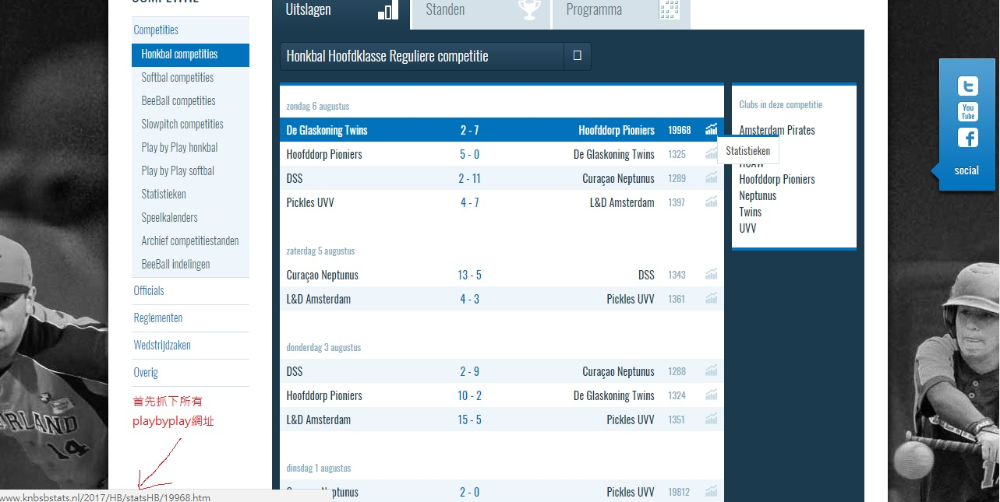 COMPETITIE
Competities
Honkbal competities
Softbal competities
BeeBall competities
Slowpitch competities
Play by Play honkbal
Play by Play softbal
Statistieken
Speelkalenders
Archief competitiestanden
BeeBall indelingen
Officials
Reglementen
Wedstrijdzaken
Overig
首先抓下所有
playbyplay網址
www.knbsbstats.nl/2017/HB/statsHB/19968.htm
Uitslagen
Standen
Programma
Honkbal Hoofdklasse Reguliere competitie
zondag 6 augustus
De Glaskoning Twins 2 - 7 Hoofddorp Pioniers 19968
Hoofddorp Pioniers 5 - 0 De Glaskoning Twins 1325
DSS 2 - 11 Curaçao Neptunus 1289
Pickles UVV 4 - 7 L&D Amsterdam 1397
zaterdag 5 augustus
Curaçao Neptunus 13 - 5 DSS 1343
L&D Amsterdam 4 - 3 Pickles UVV 1361
donderdag 3 augustus
DSS 2 - 9 Curaçao Neptunus 1288
Hoofddorp Pioniers 10 - 2 De Glaskoning Twins 1324
L&D Amsterdam 15 - 5 Pickles UVV 1351
dinsdag 1 augustus
2 - 0 Pickles UVV 19812
Clubs in deze competitie
Amsterdam Pirates
Statistieken
Hoofddorp Pioniers
Neptunus
Twins
UVV
You
Tube
social
14